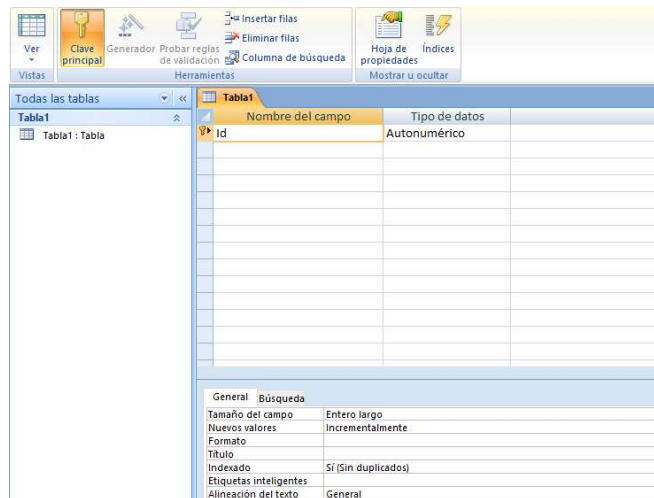 Insertar filas
Eliminar filas
Columna de búsqueda
Ver
Clave principal
Generador
Probar reglas de validación
Hoja de propiedades
Índices
Vistas
Herramientas
Mostrar u ocultar
Todas las tablas
«
Tabla1
Tabla1 : Tabla
Tabla1
Nombre del campo
Tipo de datos
Id
Autonumérico
General
Búsqueda
Tamaño del campo
Entero largo
Nuevos valores
Incrementalmente
Formato
Título
Indexado
Sí (Sin duplicados)
Etiquetas inteligentes
Alineación del texto
General